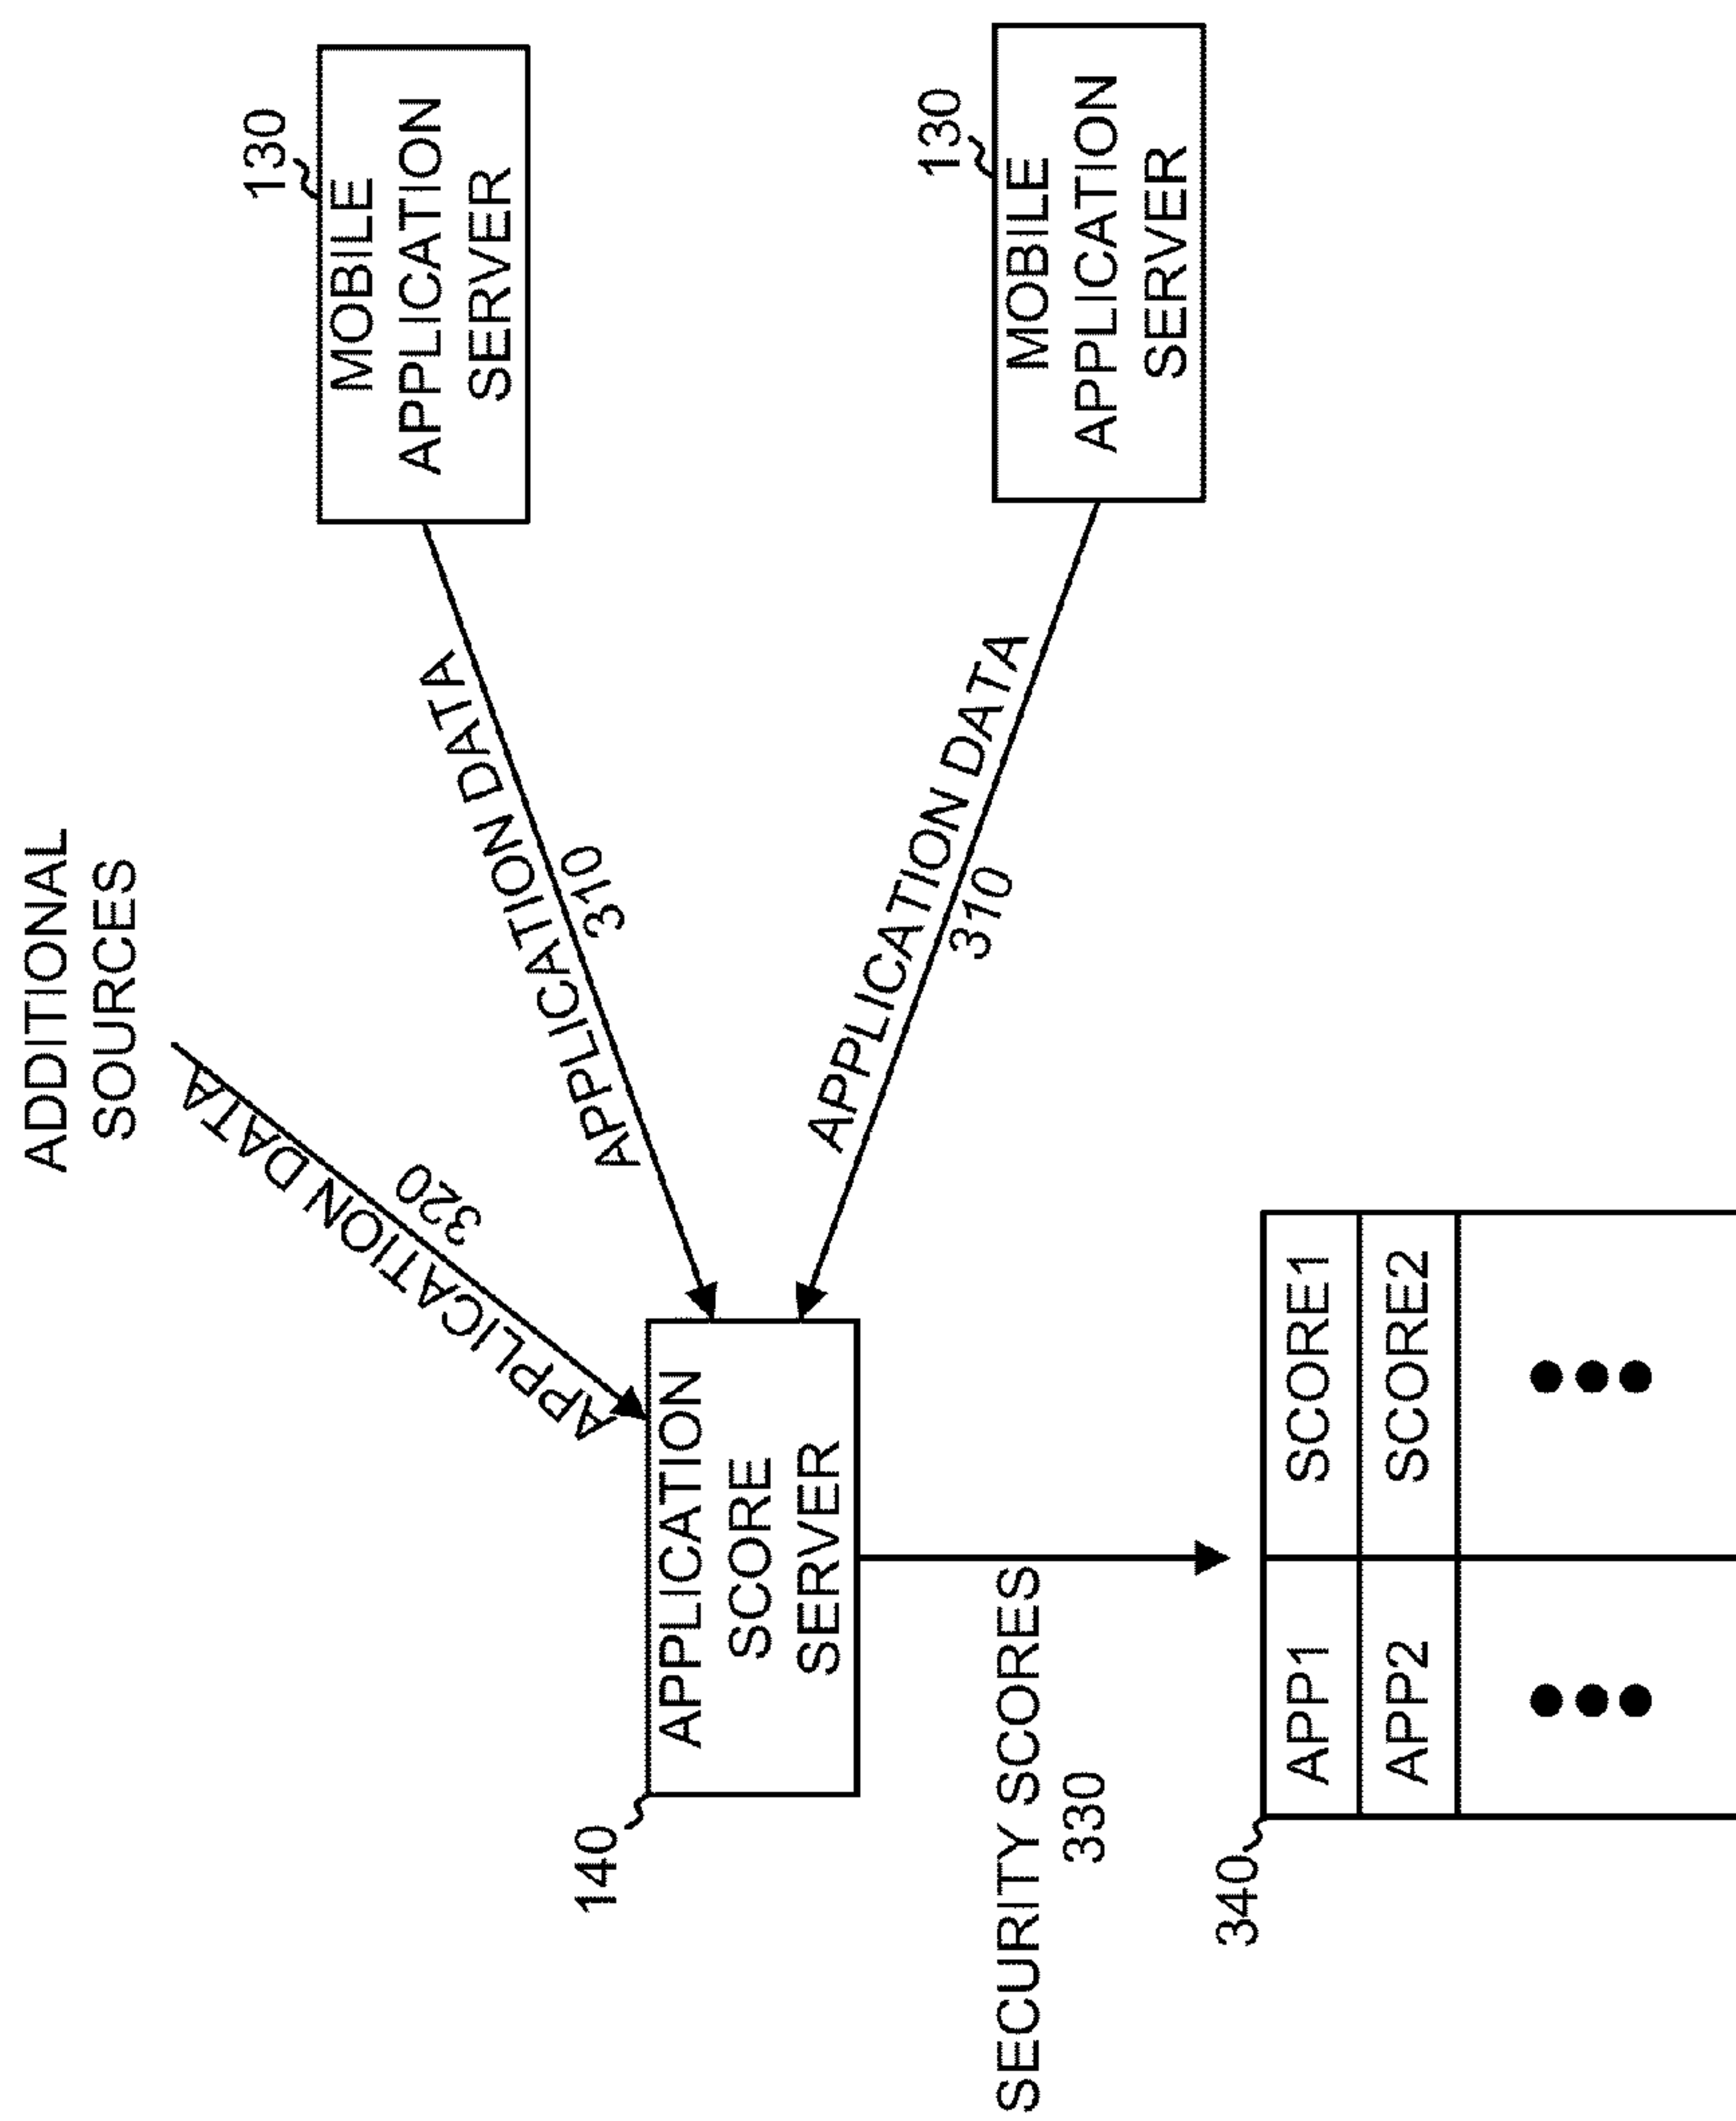 ADDITIONAL
SOURCES
APPLICATION DATA
320
130
MOBILE
APPLICATION
SERVER
APPLICATION DATA
310
140
APPLICATION
SCORE
SERVER
APPLICATION DATA
310
130
MOBILE
APPLICATION
SERVER
SECURITY SCORES
330
340
APP1 SCORE1
APP2 SCORE2